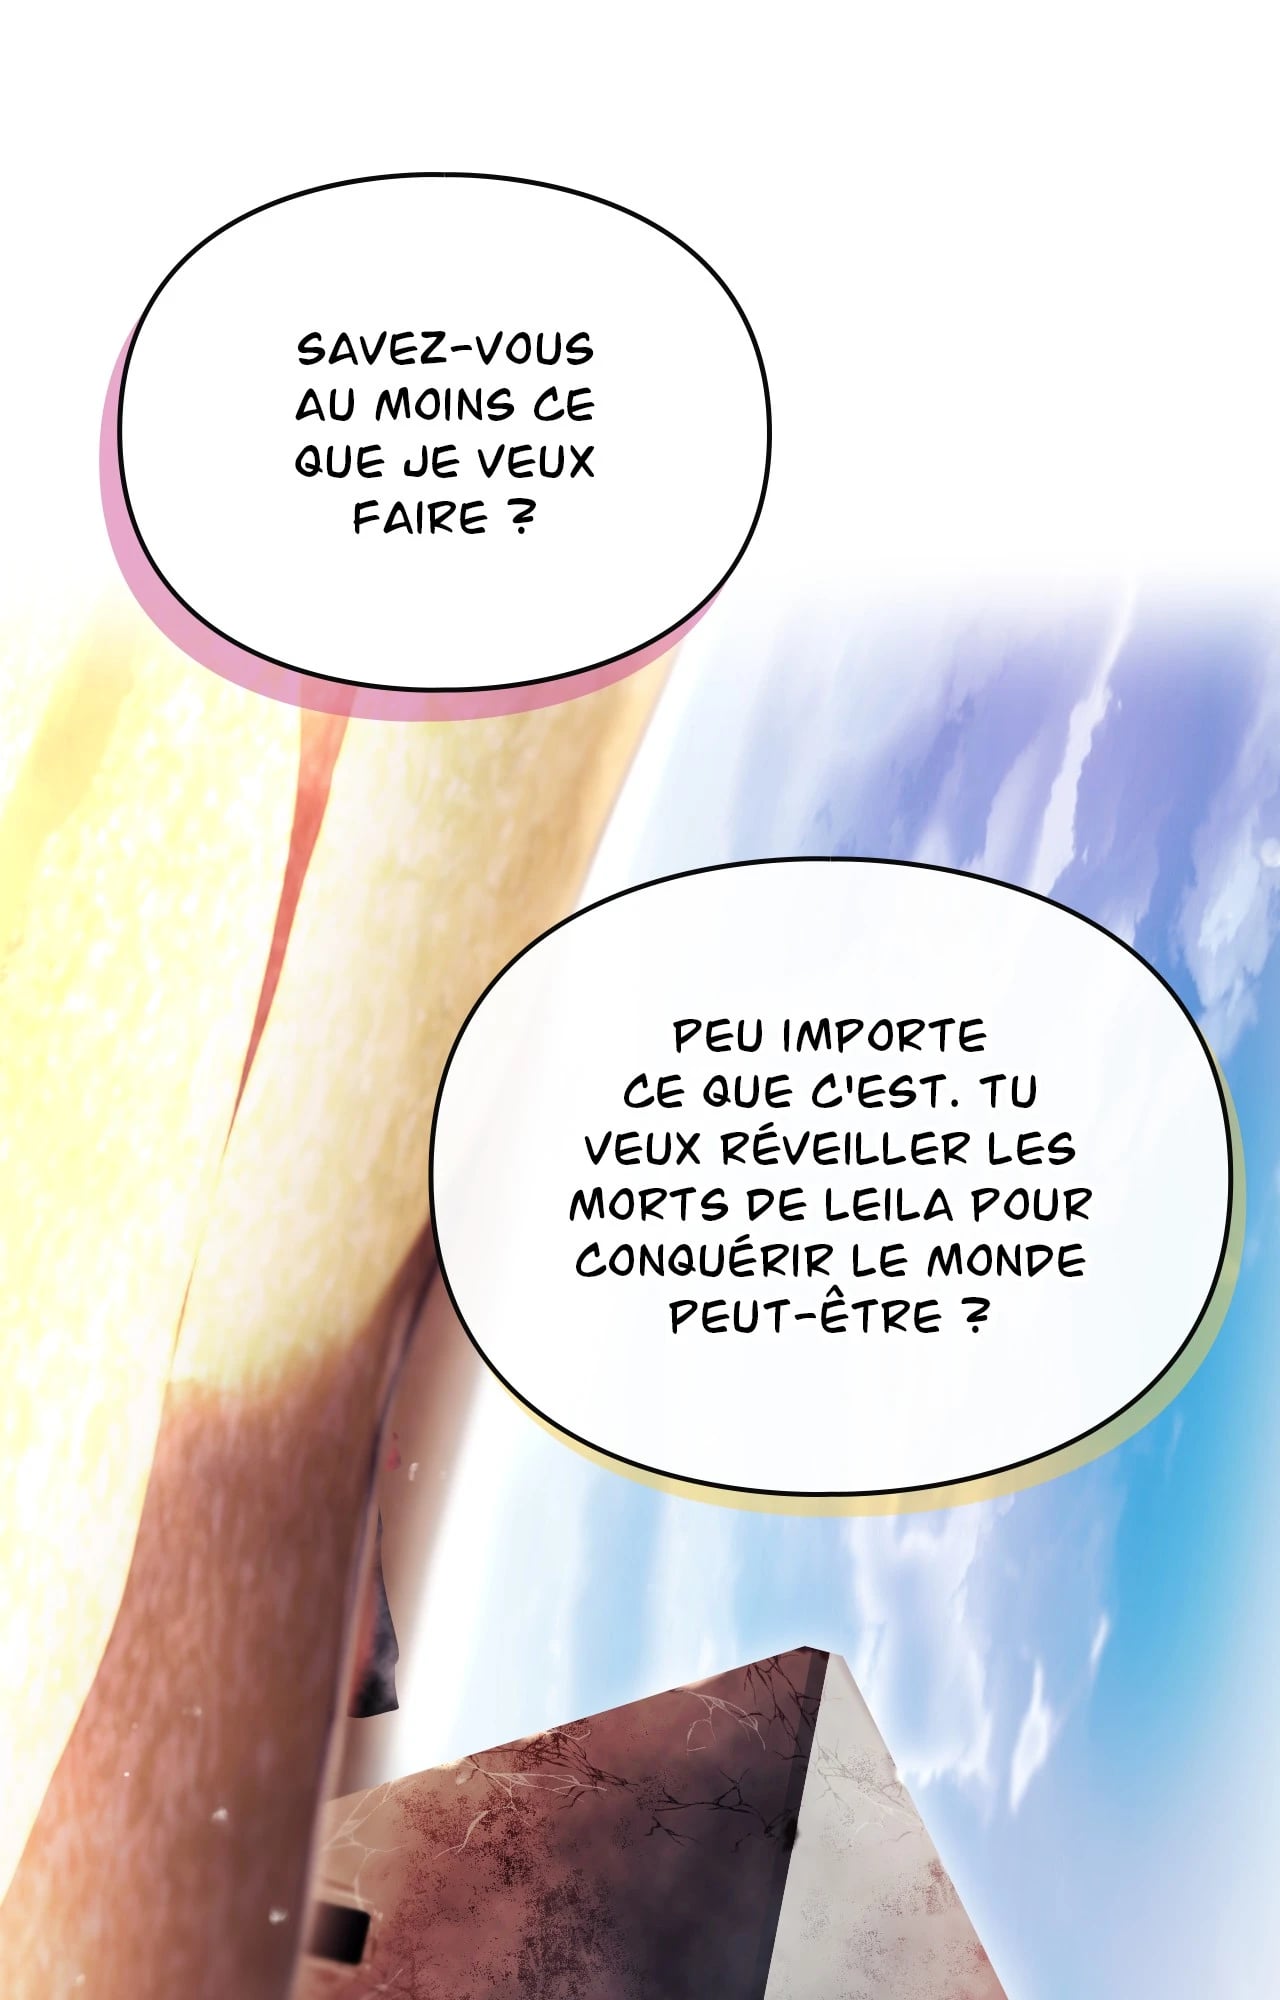 SAVEZ-VOUS
AU MOINS CE
QUE JE VEUX
FAIRE ?
PEU IMPORTE
CE QUE C'EST. TU
VEUX RÉVEILLER LES
MORTS DE LEILA POUR
CONQUÉRIR LE MONDE
PEUT-ÊTRE ?